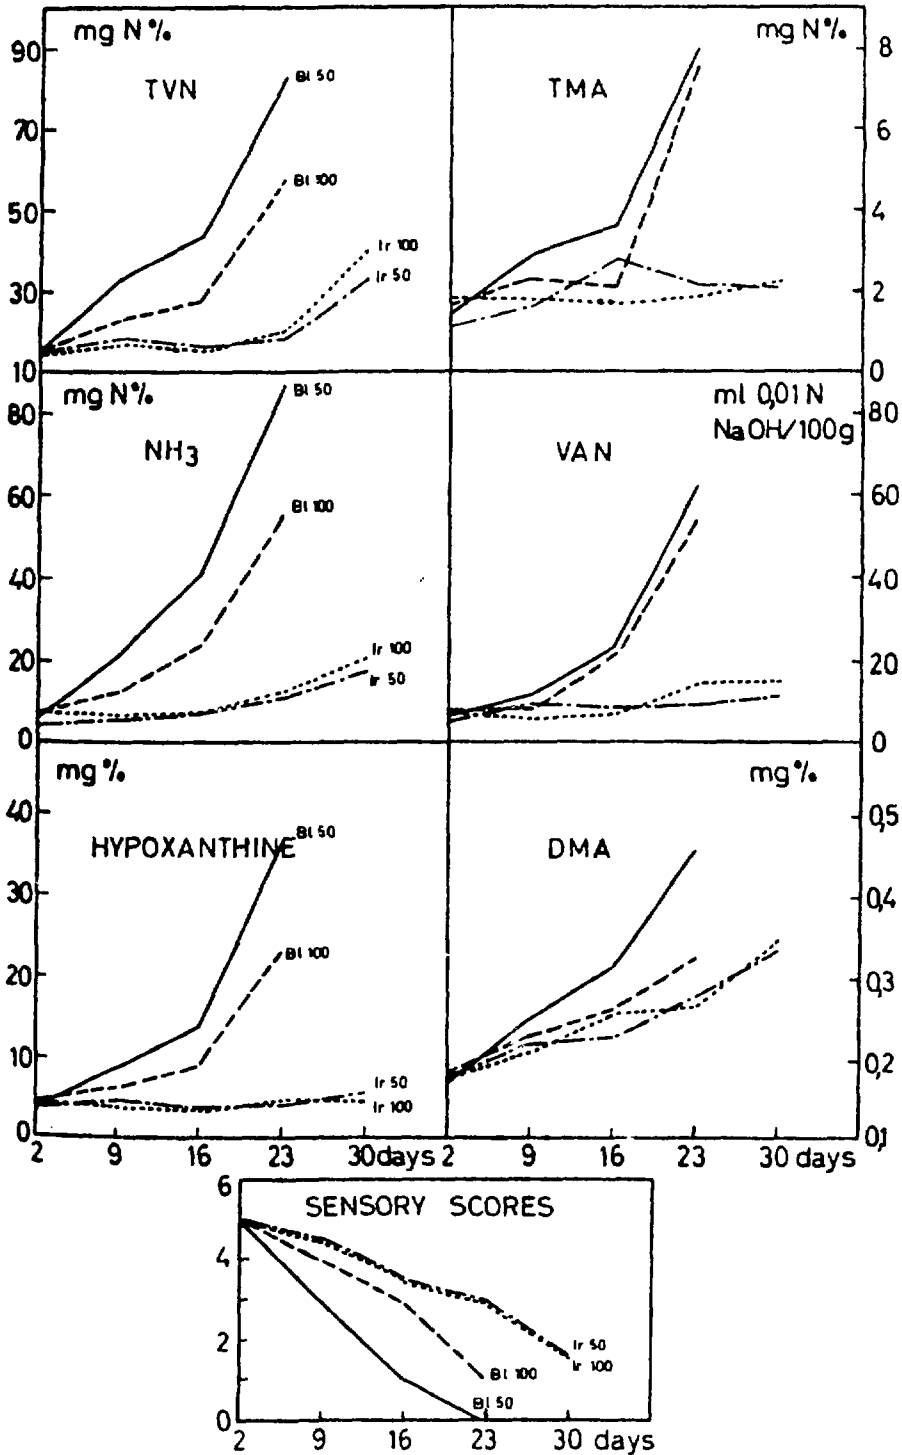 mg N%
mg N%
90
TVN
Bl 50
TMA
8
70
6
Bl 100
50
4
Ir 100
Ir 50
30
2
10
0
mg N%
Bl 50
ml 0,01 N
NaOH/100g
80
80
NH3
VAN
60
Bl 100
60
40
40
20
Ir 100
Ir 50
20
0
0
mg%
mg%
40
Bl 50
0,5
HYPOXANTHINE
DMA
30
0,4
Bl 100
20
0,3
10
0,2
Ir 50
Ir 100
0
0,1
2 9 16 23 30 days 2 9 16 23 30 days
6
SENSORY SCORES
4
2
Ir 50
Ir 100
Bl 100
Bl 50
0
2 9 16 23 30 days